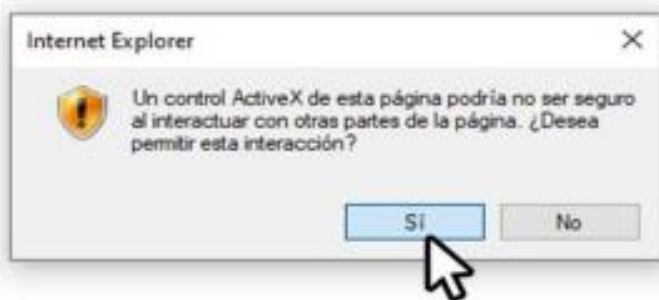 Internet Explorer
Un control ActiveX de esta página podría no ser seguro
al interactuar con otras partes de la página. ¿Desea
permitir esta interacción?
Sí
No